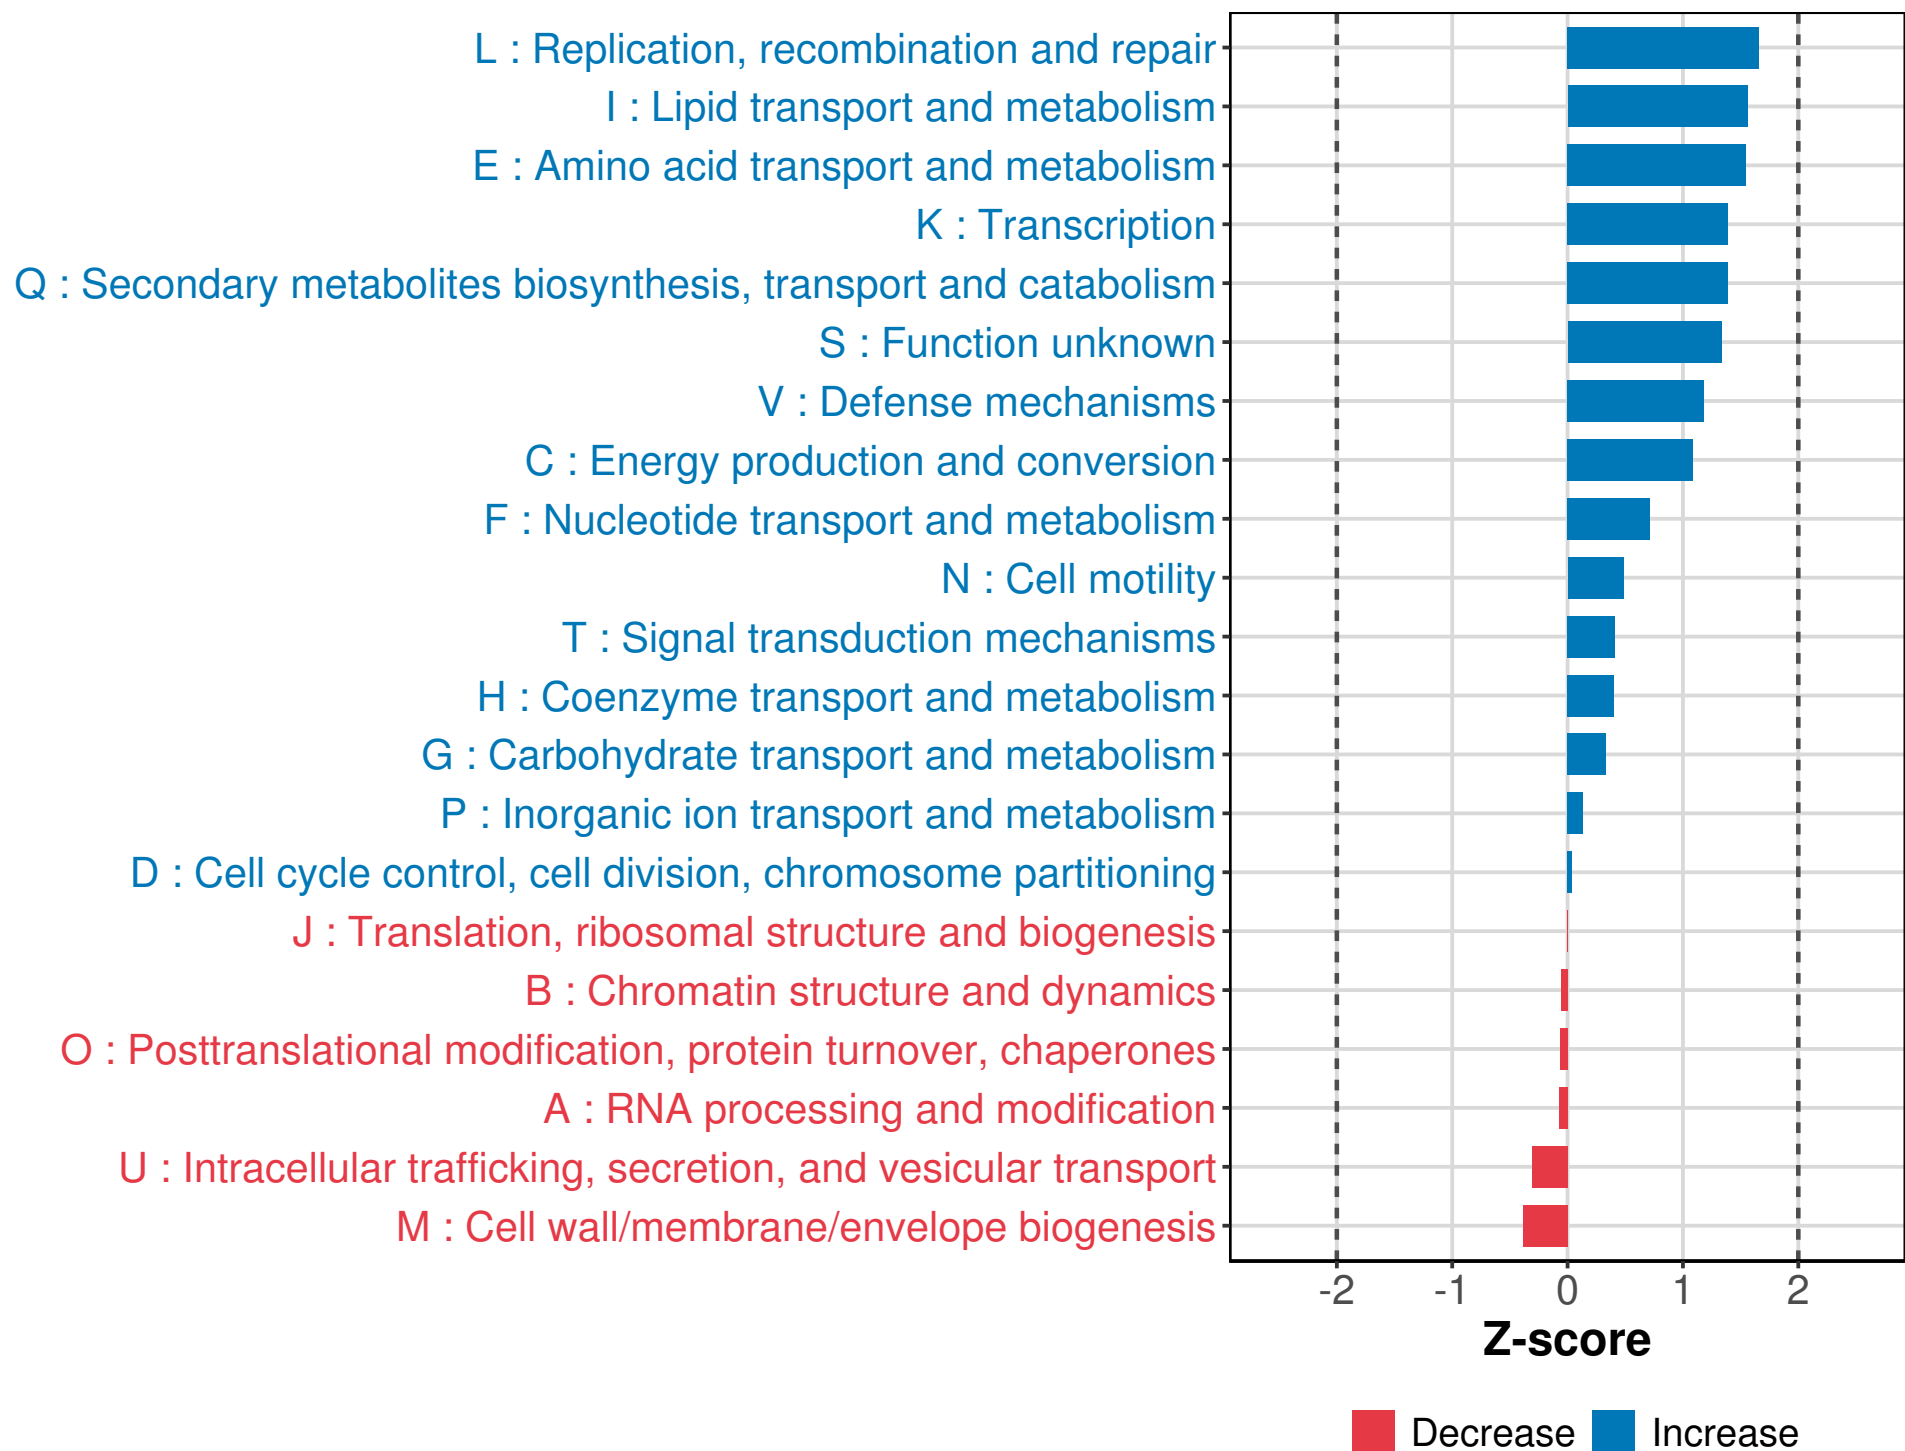 L : Replication, recombination and repair
I : Lipid transport and metabolism
E : Amino acid transport and metabolism
K : Transcription
Q : Secondary metabolites biosynthesis, transport and catabolism
S : Function unknown
V : Defense mechanisms
C : Energy production and conversion
F : Nucleotide transport and metabolism
N : Cell motility
T : Signal transduction mechanisms
H : Coenzyme transport and metabolism
G : Carbohydrate transport and metabolism
P : Inorganic ion transport and metabolism
D : Cell cycle control, cell division, chromosome partitioning
J : Translation, ribosomal structure and biogenesis
B : Chromatin structure and dynamics
O : Posttranslational modification, protein turnover, chaperones
A : RNA processing and modification
U : Intracellular trafficking, secretion, and vesicular transport
M : Cell wall/membrane/envelope biogenesis
-2 -1 0 1 2
Z-score
Decrease Increase